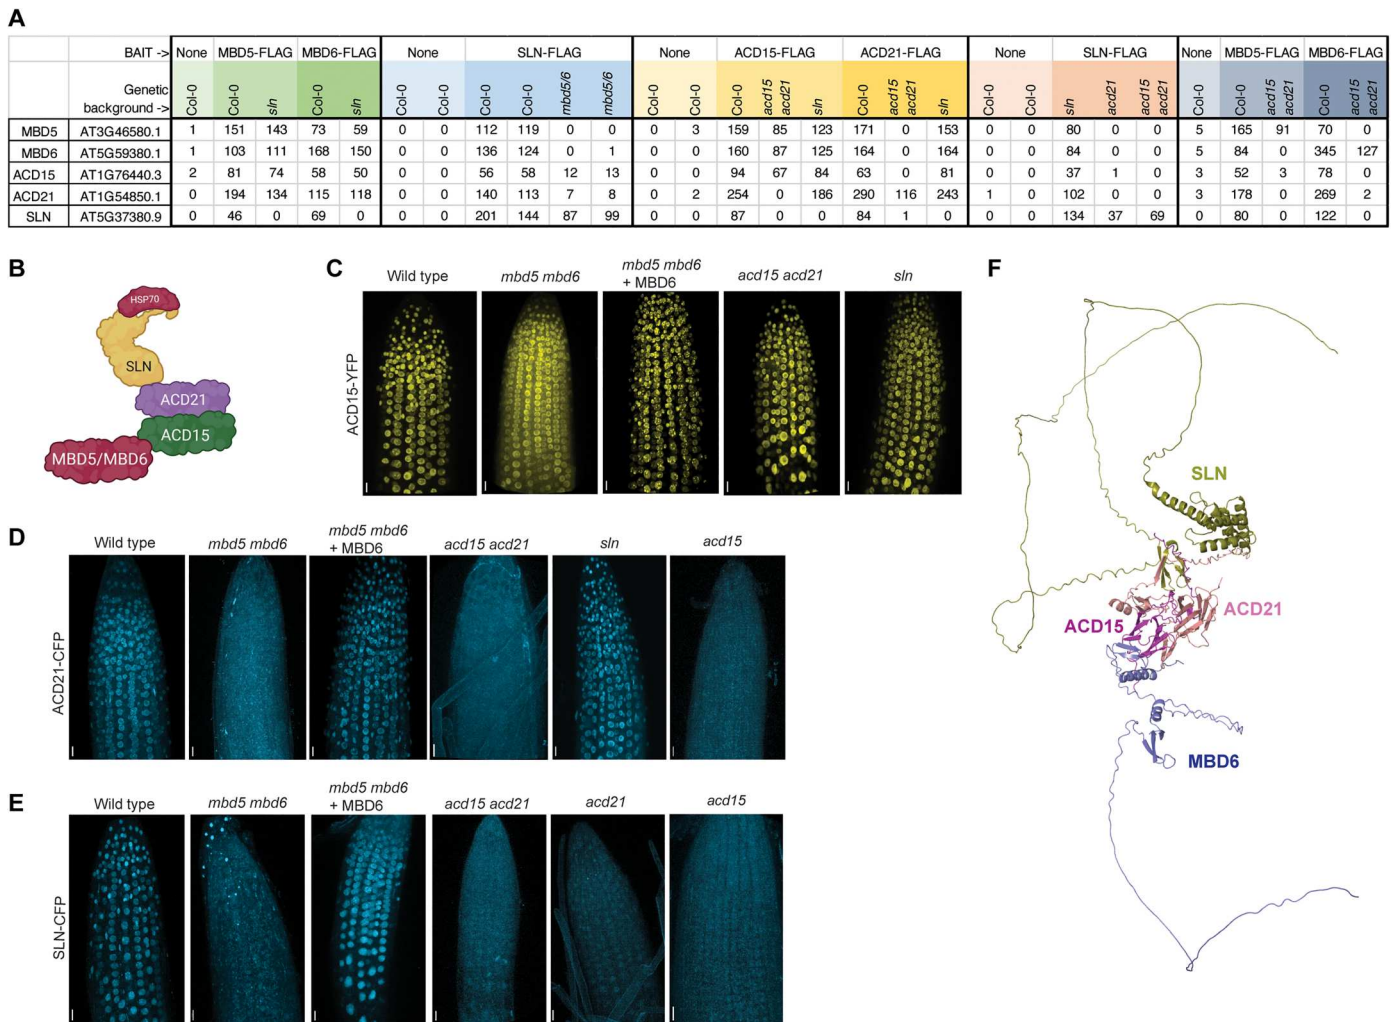 A
BAIT -> None MBD5-FLAG MBD6-FLAG None SLN-FLAG None ACD15-FLAG ACD21-FLAG None SLN-FLAG None MBD5-FLAG MBD6-FLAG
Genetic background -> Col-0 Col-0 sln Col-0 sln Col-0 Col-0 Col-0 Col-0 mbd5/6 mbd5/6 Col-0 Col-0 Col-0 acd15 acd21 sln Col-0 acd15 acd21 sln Col-0 Col-0 sln acd21 acd15 acd21 Col-0 Col-0 acd15 acd21 Col-0 acd15 acd21
MBD5 AT3G46580.1 1 151 143 73 59 0 0 112 119 0 0 0 3 159 85 123 171 0 153 0 0 80 0 0 5 165 91 70 0
MBD6 AT5G59380.1 1 103 111 168 150 0 0 136 124 0 1 0 0 160 87 125 164 0 164 0 0 84 0 0 5 84 0 345 127
ACD15 AT1G76440.3 2 81 74 58 50 0 0 56 58 12 13 0 0 94 67 84 63 0 81 0 0 37 1 0 3 52 3 78 0
ACD21 AT1G54850.1 0 194 134 115 118 0 0 140 113 7 8 0 2 254 0 186 290 116 243 1 0 102 0 0 3 178 0 269 2
SLN AT5G37380.9 0 46 0 69 0 0 0 201 144 87 99 0 0 87 0 0 84 1 0 0 0 134 37 69 0 80 0 122 0
B
HSP70
SLN
ACD21
ACD15
MBD5/MBD6
C
Wild type mbd5 mbd6 mbd5 mbd6 + MBD6 acd15 acd21 sln
ACD15-YFP
D
Wild type mbd5 mbd6 mbd5 mbd6 + MBD6 acd15 acd21 sln acd15
ACD21-CFP
E
Wild type mbd5 mbd6 mbd5 mbd6 + MBD6 acd15 acd21 acd21 acd15
SLN-CFP
F
SLN
ACD21
ACD15
MBD6